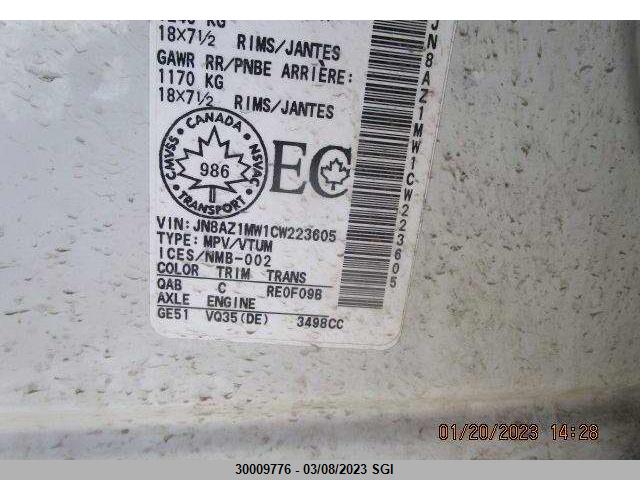 18X7½ RIMS/JANTES
GAWR RR/PNBE ARRIÈRE:
1170 KG
18X7½ RIMS/JANTES
CANADA
CMVSS NSVAC
986
TRANSPORT
EC
VIN: JN8AZ1MW1CW223605
TYPE: MPV/VTUM
ICES/NMB-002
COLOR TRIM TRANS
QAB C RE0F09B
AXLE ENGINE
GE51 VQ35(DE) 3498CC
JN8AZ1MW1CW223605
01/20/2023 14:28
30009776 - 03/08/2023 SGI